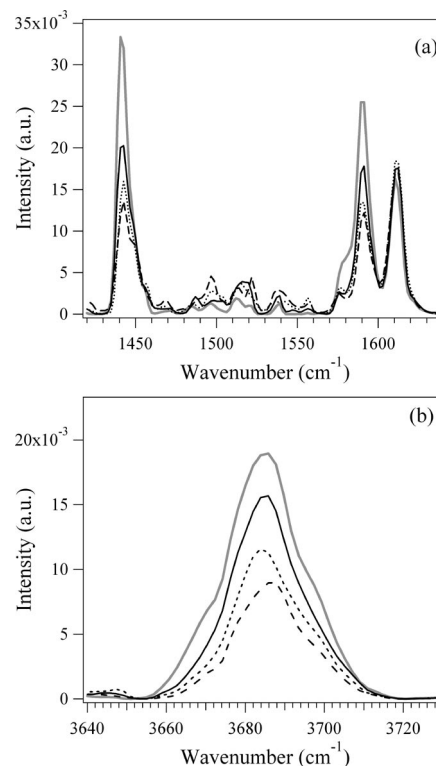 35x10⁻³
(a)
30
25
20
15
10
5
0
Intensity (a.u.)
1450 1500 1550 1600
Wavenumber (cm⁻¹)
(b)
20x10⁻³
15
10
5
0
Intensity (a.u.)
3640 3660 3680 3700 3720
Wavenumber (cm⁻¹)